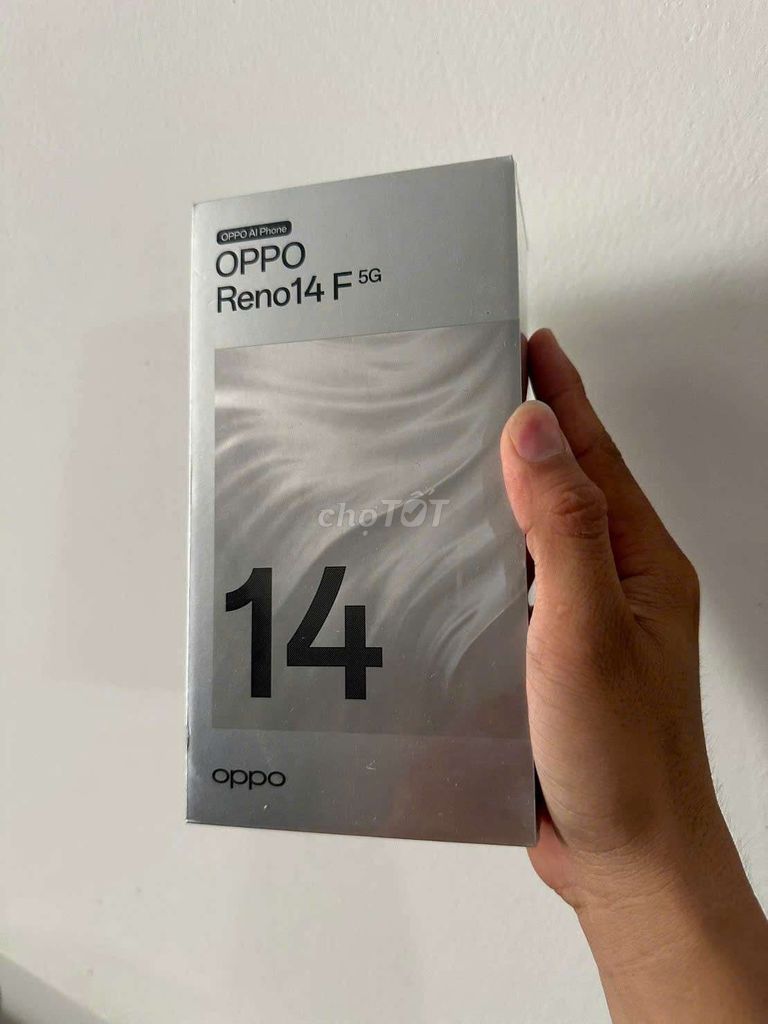 OPPO AI Phone
OPPO
Reno14 F 5G
chợTỐT
14
oppo